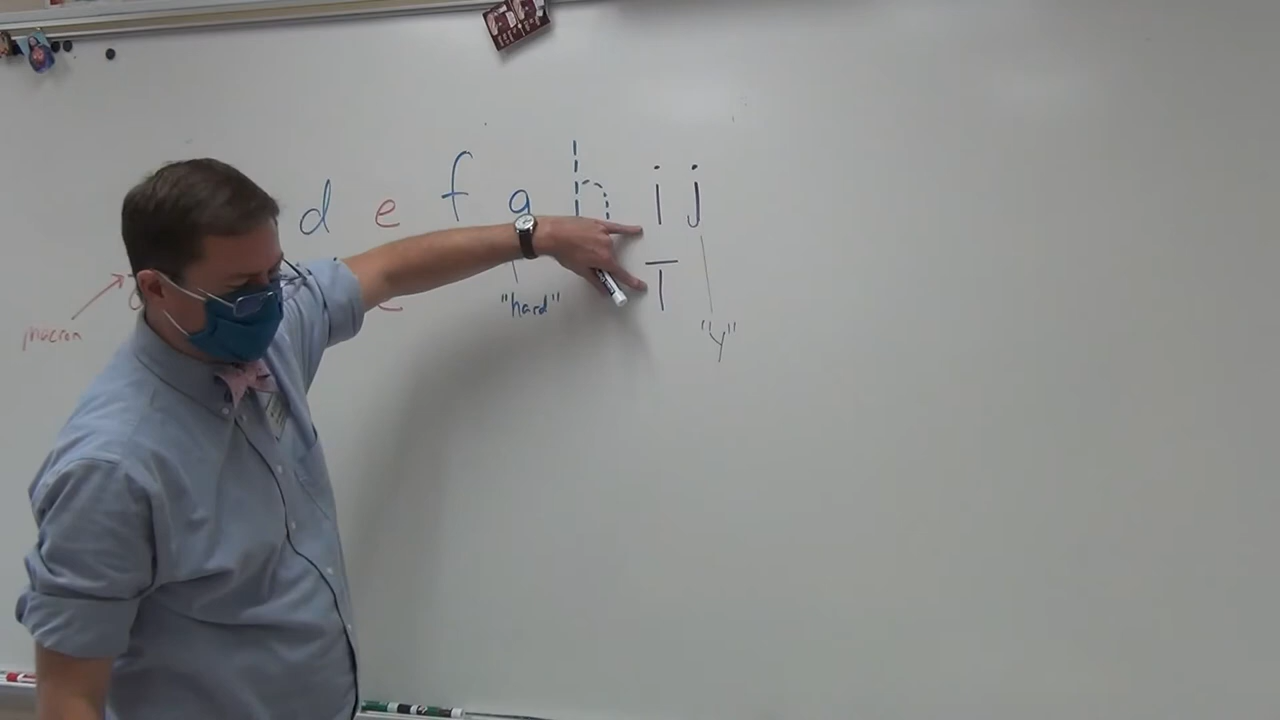 d e f g h i j
ī
"hard"
macron
"y"